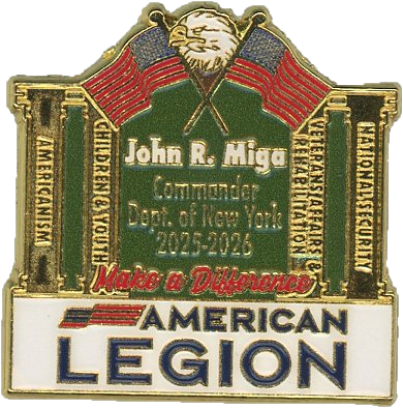 John R. Miga
Commander
Dept. of New York
2025-2026
AMERICANISM
CHILDREN & YOUTH
VETERANS AFFAIRS &
REHABILITATION
NATIONAL SECURITY
Make a Difference
AMERICAN
LEGION